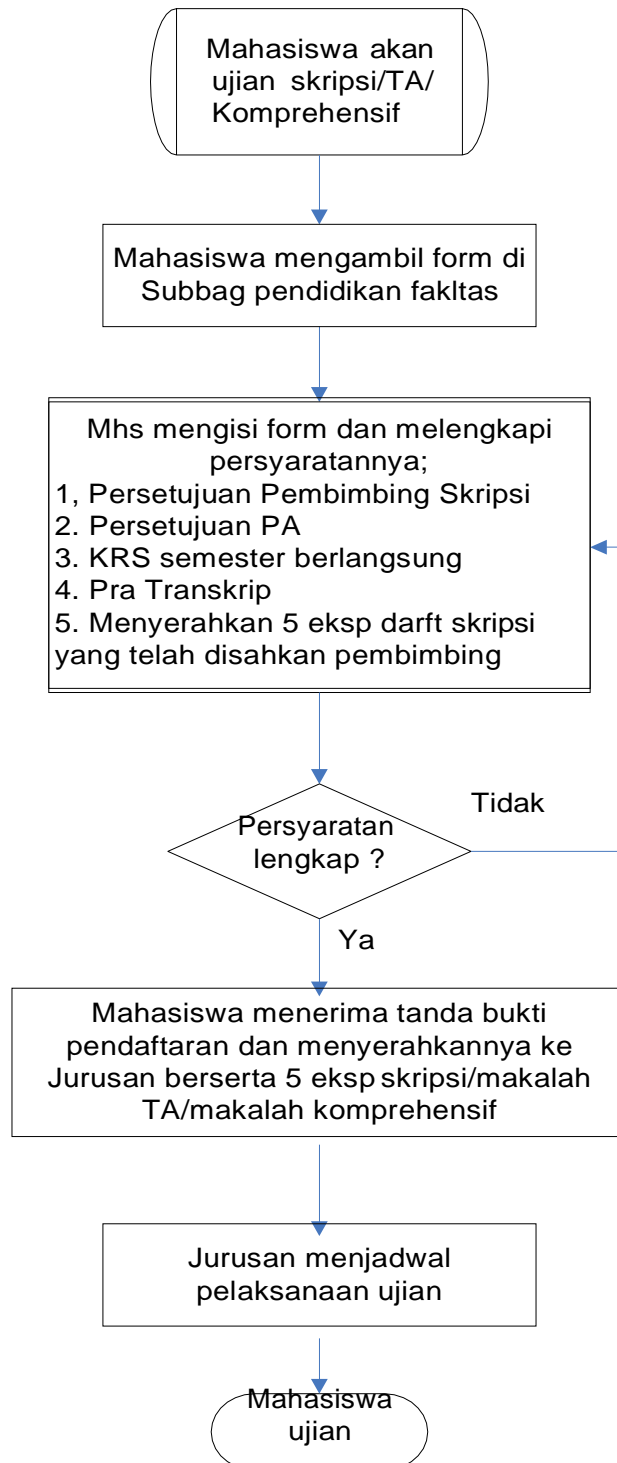 Mahasiswa akan
ujian skripsi/TA/
Komprehensif
Mahasiswa mengambil form di
Subbag pendidikan fakltas
Mhs mengisi form dan melengkapi
persyaratannya;
1, Persetujuan Pembimbing Skripsi
2. Persetujuan PA
3. KRS semester berlangsung
4. Pra Transkrip
5. Menyerahkan 5 eksp darft skripsi
yang telah disahkan pembimbing
Persyaratan
lengkap ?
Tidak
Ya
Mahasiswa menerima tanda bukti
pendaftaran dan menyerahkannya ke
Jurusan berserta 5 eksp skripsi/makalah
TA/makalah komprehensif
Jurusan menjadwal
pelaksanaan ujian
Mahasiswa
ujian